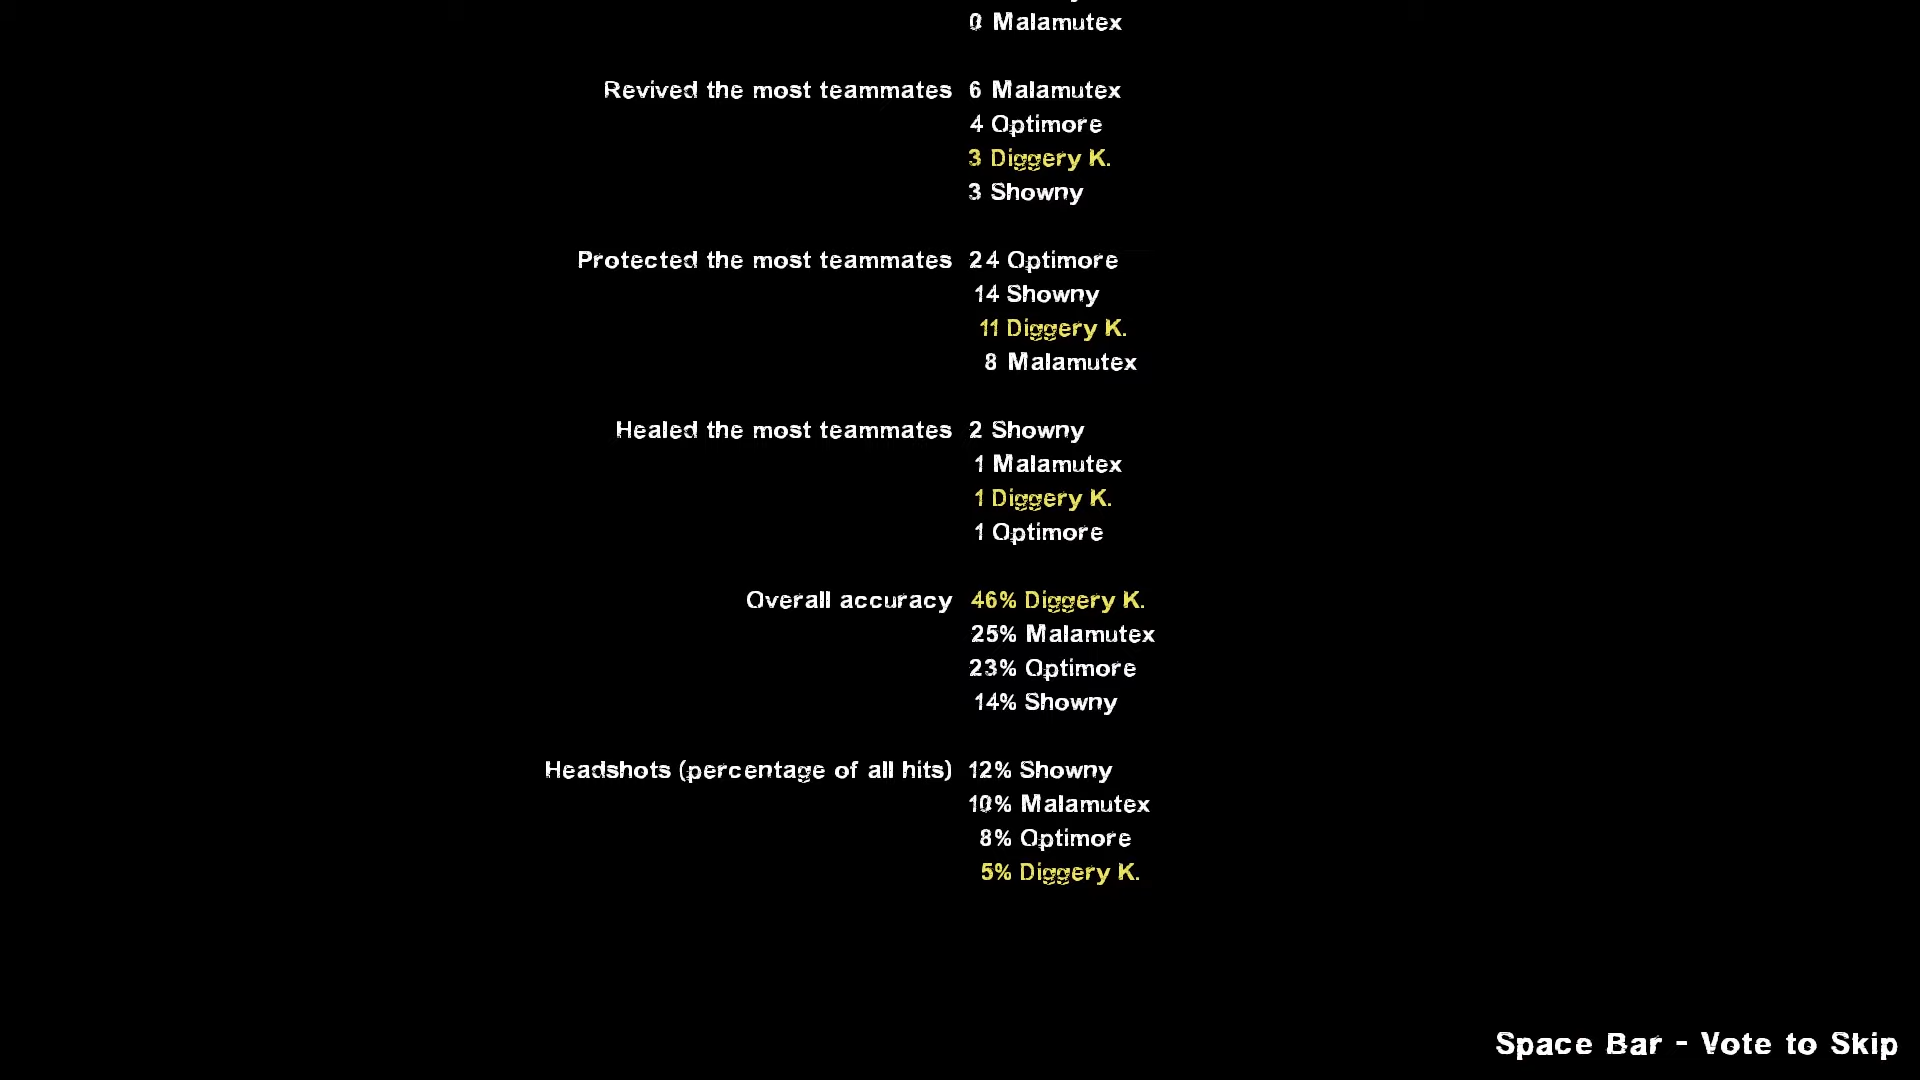 0 Malamutex
Revived the most teammates 6 Malamutex
4 Optimore
3 Diggery K.
3 Showny
Protected the most teammates 24 Optimore
14 Showny
11 Diggery K.
8 Malamutex
Healed the most teammates 2 Showny
1 Malamutex
1 Diggery K.
1 Optimore
Overall accuracy 46% Diggery K.
25% Malamutex
23% Optimore
14% Showny
Headshots (percentage of all hits) 12% Showny
10% Malamutex
8% Optimore
5% Diggery K.
Space Bar - Vote to Skip